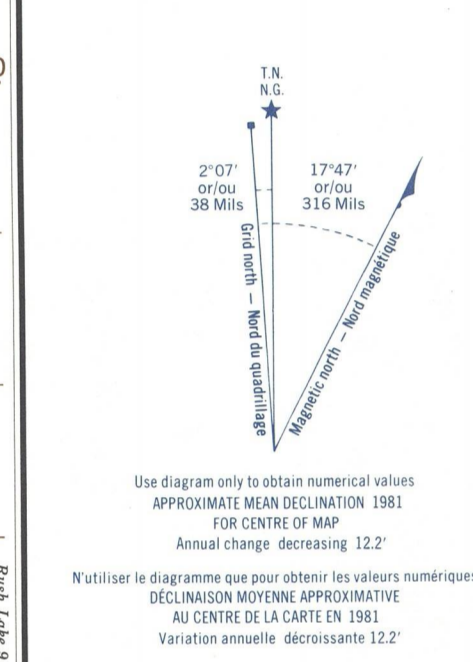 T.N.
N.G.
2°07'
or/ou
38 Mils
17°47'
or/ou
316 Mils
Grid north — Nord du quadrillage
Magnetic north — Nord magnétique
Use diagram only to obtain numerical values
APPROXIMATE MEAN DECLINATION 1981
FOR CENTRE OF MAP
Annual change decreasing 12.2'
N'utiliser le diagramme que pour obtenir les valeurs numériques
DÉCLINAISON MOYENNE APPROXIMATIVE
AU CENTRE DE LA CARTE EN 1981
Variation annuelle décroissante 12.2'
Rush Lake 9